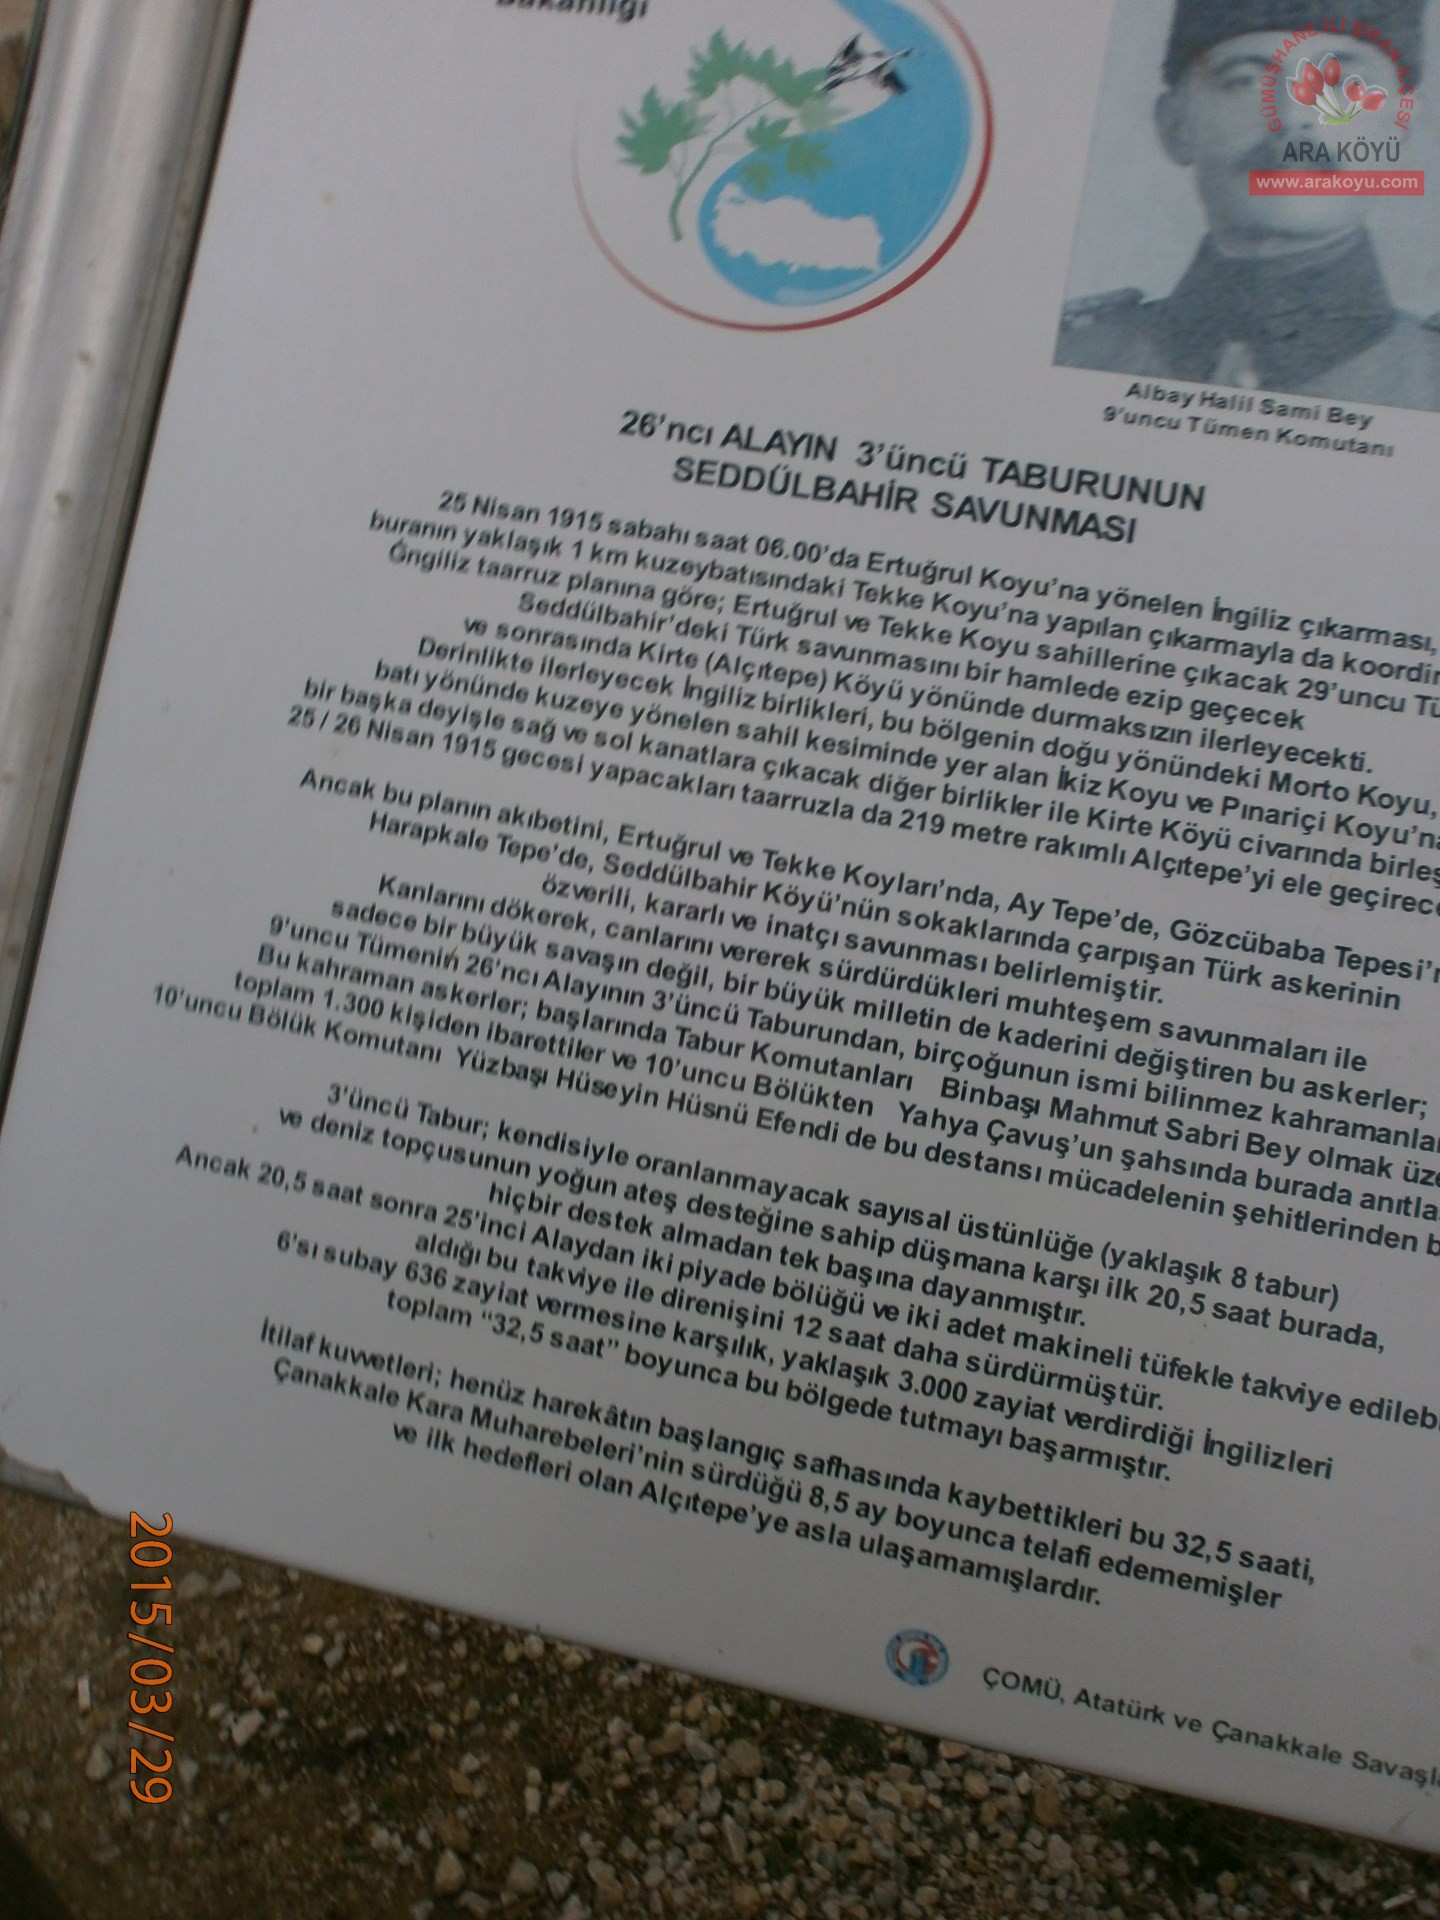 Bakanlığı
GÜMÜŞHANE İLİ ŞİRAN İLÇESİ
ARA KÖYÜ
www.arakoyu.com
Albay Halil Sami Bey
9'uncu Tümen Komutanı
26'ncı ALAYIN 3'üncü TABURUNUN
SEDDÜLBAHİR SAVUNMASI
25 Nisan 1915 sabahı saat 06.00'da Ertuğrul Koyu'na yönelen İngiliz çıkarması,
buranın yaklaşık 1 km kuzeybatısındaki Tekke Koyu'na yapılan çıkarmayla da
Öngiliz taarruz planına göre; Ertuğrul ve Tekke Koyu sahillerine çıkacak 29'uncu
Seddülbahir'deki Türk savunmasını bir hamlede ezip geçecek
ve sonrasında Kirte (Alçıtepe) Köyü yönünde durmaksızın ilerleyecekti.
Derinlikte ilerleyecek İngiliz birlikleri, bu bölgenin doğu yönündeki Morto Koyu,
batı yönünde kuzeye yönelen sahil kesiminde yer alan İkiz Koyu ve Pınariçi Koyu'na
bir başka deyişle sağ ve sol kanatlara çıkacak diğer birlikler ile Kirte Köyü civarında
25 / 26 Nisan 1915 gecesi yapacakları taarruzla da 219 metre rakımlı Alçıtepe'yi ele
Ancak bu planın akıbetini, Ertuğrul ve Tekke Koyları'nda, Ay Tepe'de, Gözcübaba
Harapkale Tepe'de, Seddülbahir Köyü'nün sokaklarında çarpışan Türk askerinin
özverili, kararlı ve inatçı savunması belirlemiştir.
Kanlarını dökerek, canlarını vererek sürdürdükleri muhteşem savunmaları ile
sadece bir büyük savaşın değil, bir büyük milletin de kaderini değiştiren bu askerler;
9'uncu Tümenin 26'ncı Alayının 3'üncü Taburundan, birçoğunun ismi bilinmez
Bu kahraman askerler; başlarında Tabur Komutanları Binbaşı Mahmut Sabri Bey olmak
toplam 1.300 kişiden ibarettiler ve 10'uncu Bölükten Yahya Çavuş'un şahsında burada
10'uncu Bölük Komutanı Yüzbaşı Hüseyin Hüsnü Efendi de bu destansı mücadelenin şehitlerinden
3'üncü Tabur; kendisiyle oranlanmayacak sayısal üstünlüğe (yaklaşık 8 tabur)
ve deniz topçusunun yoğun ateş desteğine sahip düşmana karşı ilk 20,5 saat burada,
hiçbir destek almadan tek başına dayanmıştır.
Ancak 20,5 saat sonra 25'inci Alaydan iki piyade bölüğü ve iki adet makineli tüfekle takviye
aldığı bu takviye ile direnişini 12 saat daha sürdürmüştür.
6'sı subay 636 zayiat vermesine karşılık, yaklaşık 3.000 zayiat verdirdiği İngilizleri
toplam "32,5 saat" boyunca bu bölgede tutmayı başarmıştır.
İtilaf kuvvetleri; henüz harekâtın başlangıç safhasında kaybettikleri bu 32,5 saati,
Çanakkale Kara Muharebeleri'nin sürdüğü 8,5 ay boyunca telafi edememişler
ve ilk hedefleri olan Alçıtepe'ye asla ulaşamamışlardır.
ÇOMÜ, Atatürk ve Çanakkale
2015/03/29